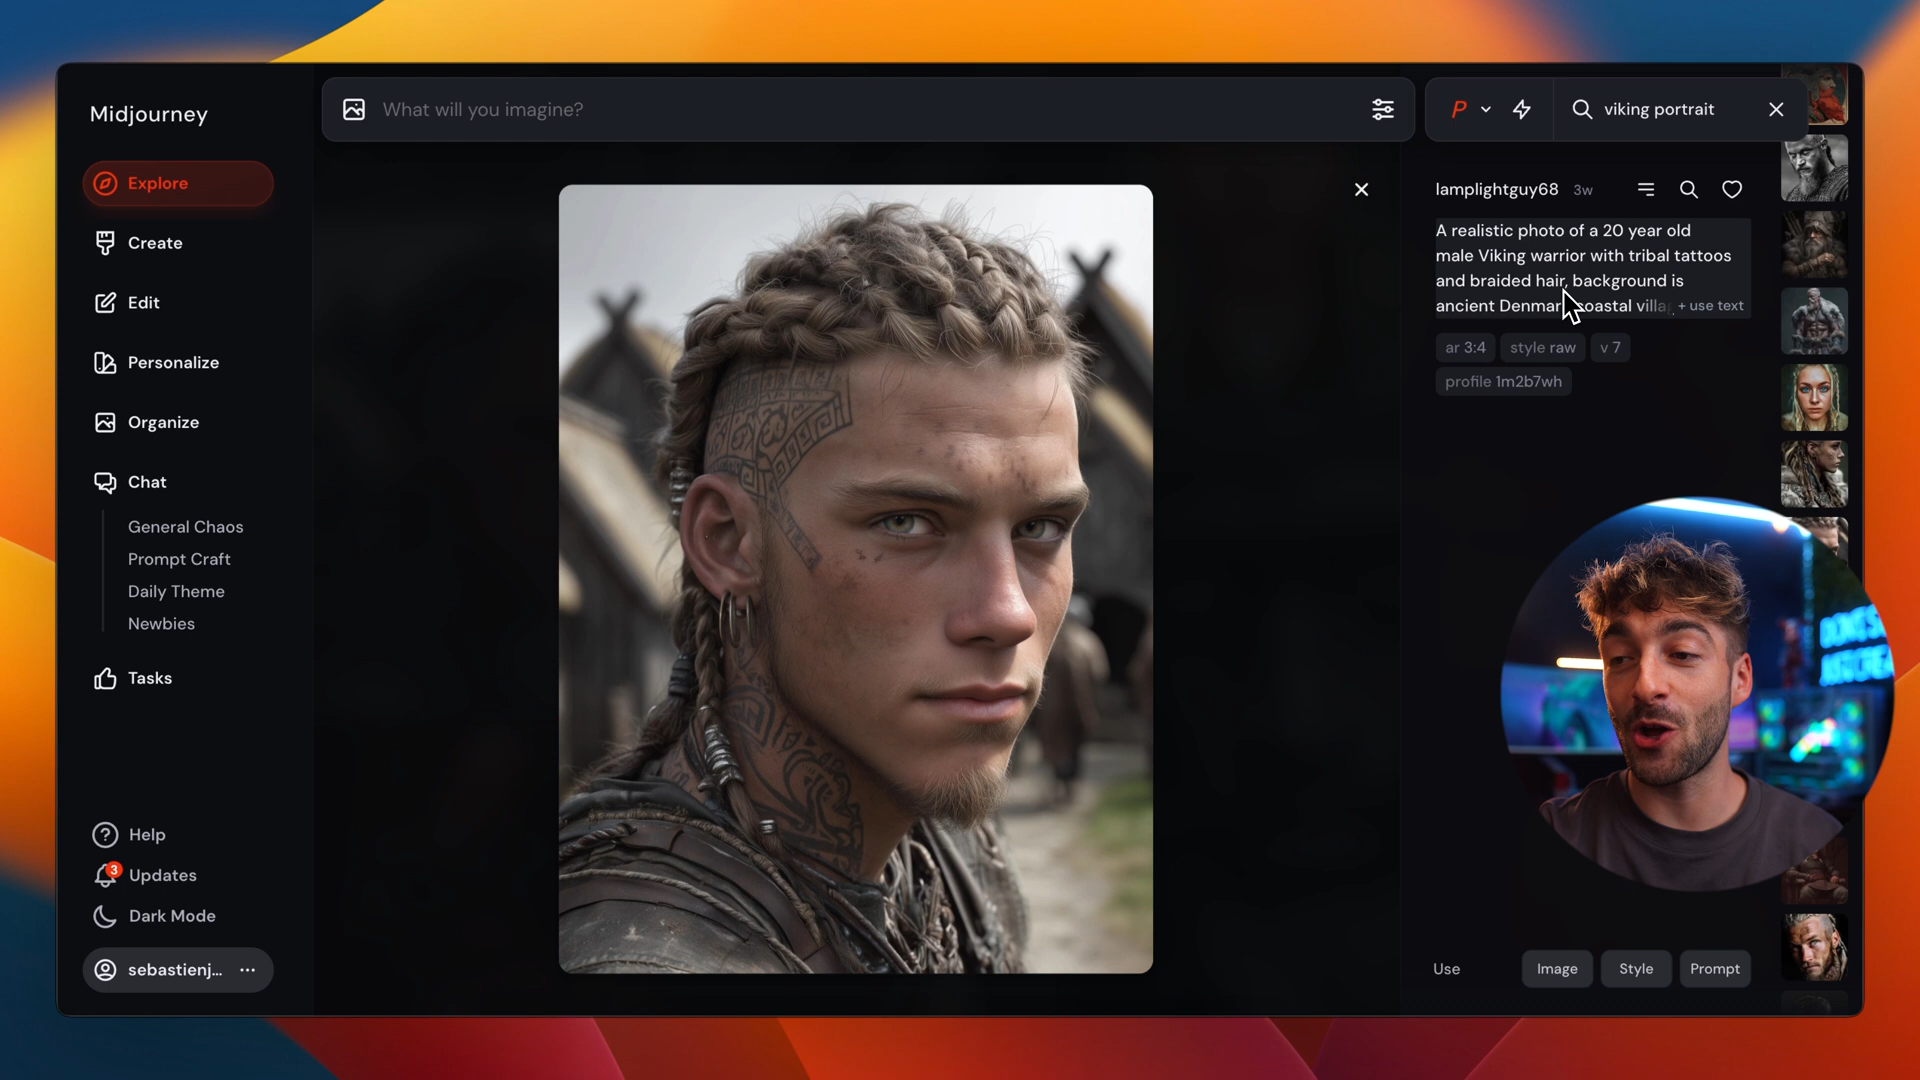 Midjourney
Explore
Create
Edit
Personalize
Organize
Chat
General Chaos
Prompt Craft
Daily Theme
Newbies
Tasks
Help
3
Updates
Dark Mode
sebastienj...
What will you imagine?
P
viking portrait
lamplightguy68 3w
A realistic photo of a 20 year old
male Viking warrior with tribal tattoos
and braided hair, background is
ancient Denmar coastal villa + use text
ar 3:4 style raw v 7
profile 1m2b7wh
Use Image Style Prompt